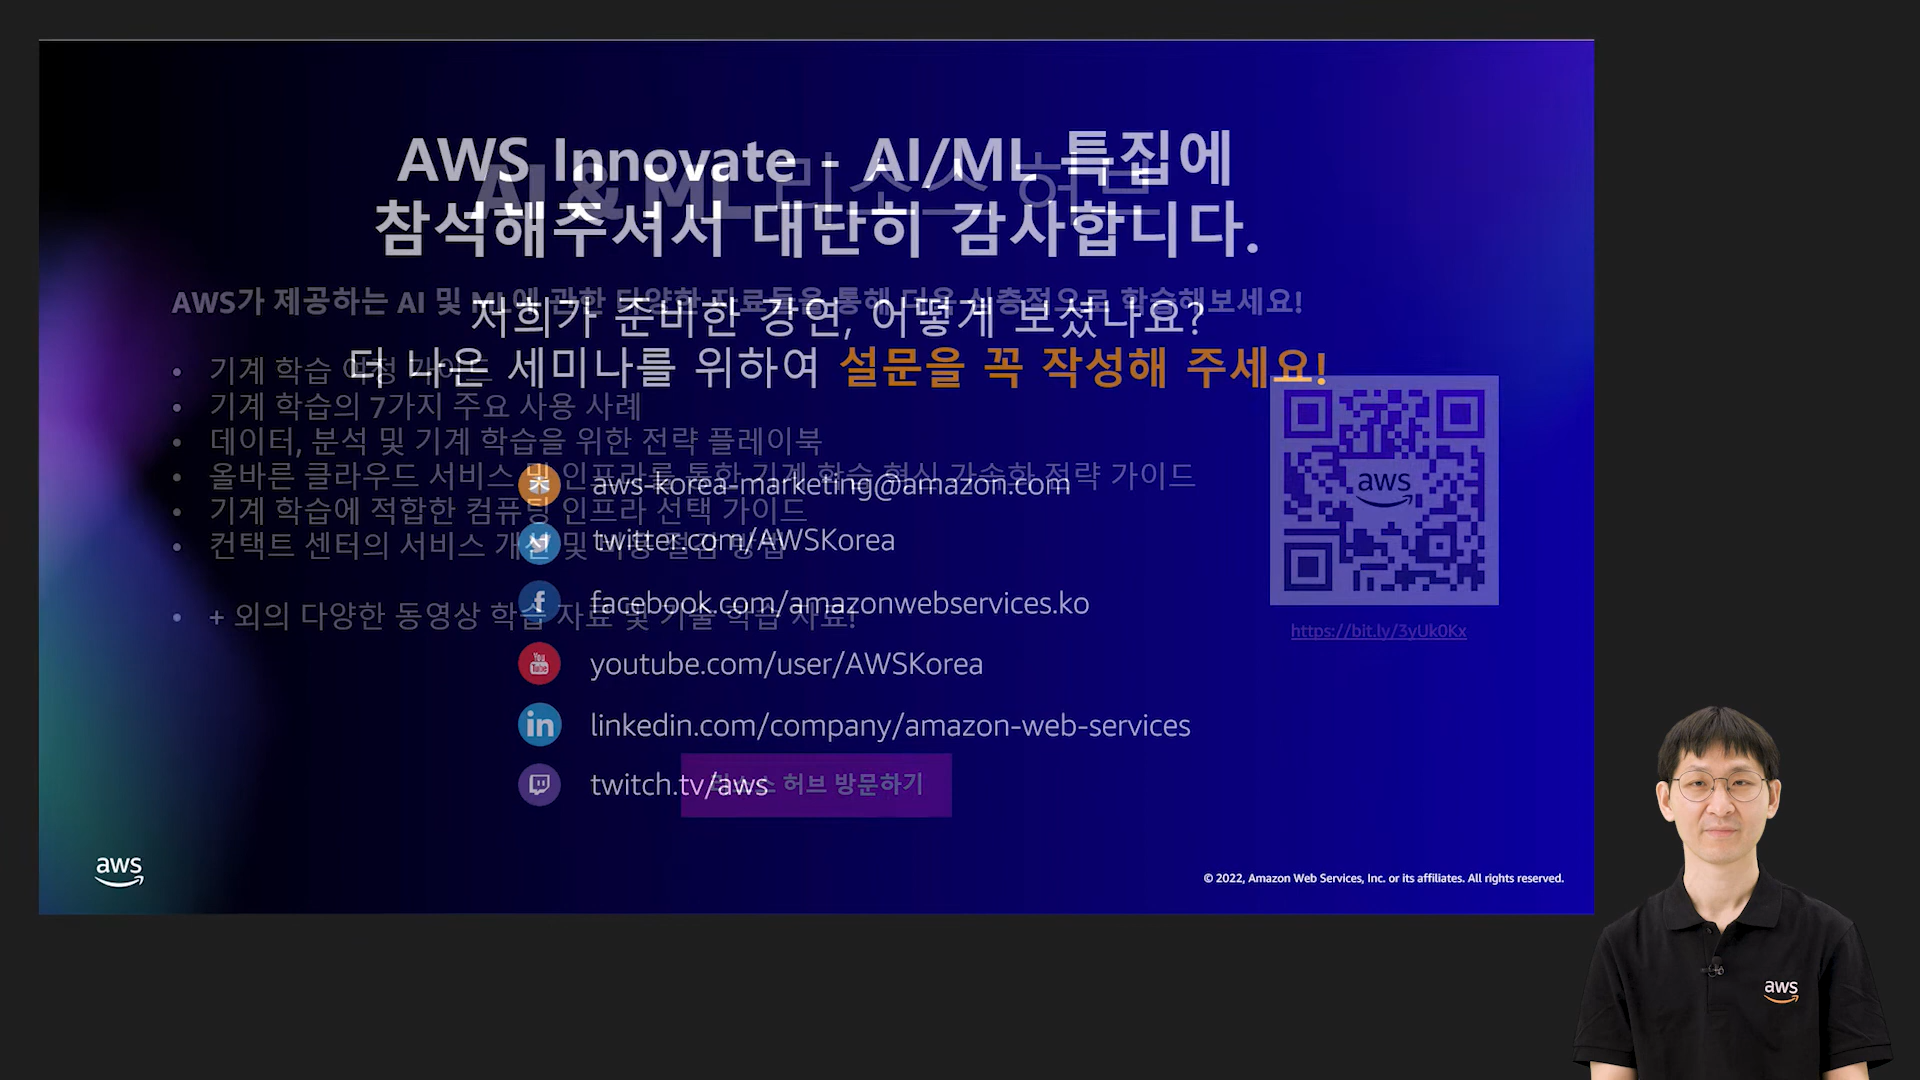 AWS Innovate - AI/ML 특집에
참석해주셔서 대단히 감사합니다.
저희가 준비한 강연, 어떻게 보셨나요?
더 나은 세미나를 위하여 설문을 꼭 작성해 주세요!
aws-korea-marketing@amazon.com
twitter.com/AWSKorea
facebook.com/amazonwebservices.ko
youtube.com/user/AWSKorea
linkedin.com/company/amazon-web-services
twitch.tv/aws
AI & ML 리소스 허브
AWS가 제공하는 AI 및 ML에 관한 다양한 자료들을 통해 더욱 심층적으로 학습해보세요!
• 기계 학습 여정 가이드
• 기계 학습의 7가지 주요 사용 사례
• 데이터, 분석 및 기계 학습을 위한 전략 플레이북
• 올바른 클라우드 서비스 및 인프라를 통한 기계 학습 혁신 가속화 전략 가이드
• 기계 학습에 적합한 컴퓨팅 인프라 선택 가이드
• 컨택트 센터의 서비스 개선 및 비용 절감 방법
• + 외의 다양한 동영상 학습 자료 및 기술 학습 자료!
aws
https://bit.ly/3yUk0Kx
리소스 허브 방문하기
aws
© 2022, Amazon Web Services, Inc. or its affiliates. All rights reserved.
aws